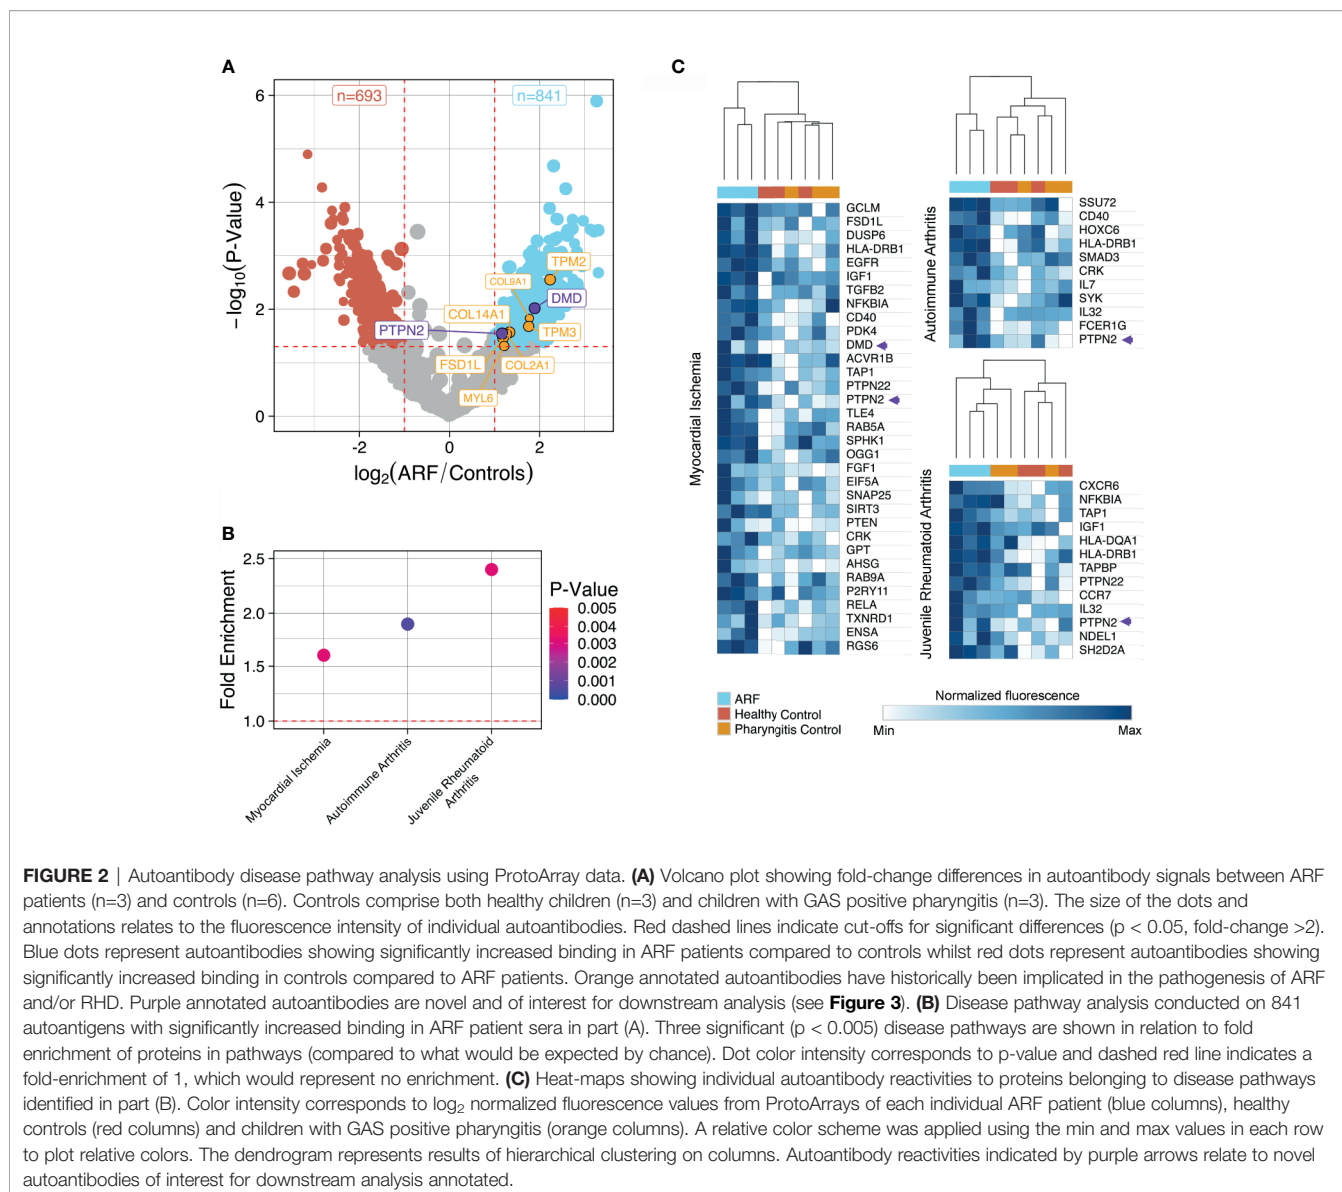 A
n=693
n=841
6
4
2
0
-2
0
2
−log10(P-Value)
log2(ARF/Controls)
TPM2
COL9A1
DMD
COL14A1
PTPN2
TPM3
FSD1L
COL2A1
MYL6
B
2.5
2.0
1.5
1.0
Fold Enrichment
Myocardial Ischemia
Autoimmune Arthritis
Juvenile Rheumatoid
Arthritis
P-Value
0.005
0.004
0.003
0.002
0.001
0.000
C
Myocardial Ischemia
GCLM
FSD1L
DUSP6
HLA-DRB1
EGFR
IGF1
TGFB2
NFKBIA
CD40
PDK4
DMD
ACVR1B
TAP1
PTPN22
PTPN2
TLE4
RAB5A
SPHK1
OGG1
FGF1
EIF5A
SNAP25
SIRT3
PTEN
CRK
GPT
AHSG
RAB9A
P2RY11
RELA
TXNRD1
ENSA
RGS6
Autoimmune Arthritis
SSU72
CD40
HOXC6
HLA-DRB1
SMAD3
CRK
IL7
SYK
IL32
FCER1G
PTPN2
Juvenile Rheumatoid Arthritis
CXCR6
NFKBIA
TAP1
IGF1
HLA-DQA1
HLA-DRB1
TAPBP
PTPN22
CCR7
IL32
PTPN2
NDEL1
SH2D2A
ARF
Healthy Control
Pharyngitis Control
Normalized fluorescence
Min
Max
FIGURE 2 | Autoantibody disease pathway analysis using ProtoArray data. (A) Volcano plot showing fold-change differences in autoantibody signals between ARF
patients (n=3) and controls (n=6). Controls comprise both healthy children (n=3) and children with GAS positive pharyngitis (n=3). The size of the dots and
annotations relates to the fluorescence intensity of individual autoantibodies. Red dashed lines indicate cut-offs for significant differences (p < 0.05, fold-change >2).
Blue dots represent autoantibodies showing significantly increased binding in ARF patients compared to controls whilst red dots represent autoantibodies showing
significantly increased binding in controls compared to ARF patients. Orange annotated autoantibodies have historically been implicated in the pathogenesis of ARF
and/or RHD. Purple annotated autoantibodies are novel and of interest for downstream analysis (see Figure 3). (B) Disease pathway analysis conducted on 841
autoantigens with significantly increased binding in ARF patient sera in part (A). Three significant (p < 0.005) disease pathways are shown in relation to fold
enrichment of proteins in pathways (compared to what would be expected by chance). Dot color intensity corresponds to p-value and dashed red line indicates a
fold-enrichment of 1, which would represent no enrichment. (C) Heat-maps showing individual autoantibody reactivities to proteins belonging to disease pathways
identified in part (B). Color intensity corresponds to log2 normalized fluorescence values from ProtoArrays of each individual ARF patient (blue columns), healthy
controls (red columns) and children with GAS positive pharyngitis (orange columns). A relative color scheme was applied using the min and max values in each row
to plot relative colors. The dendrogram represents results of hierarchical clustering on columns. Autoantibody reactivities indicated by purple arrows relate to novel
autoantibodies of interest for downstream analysis annotated.